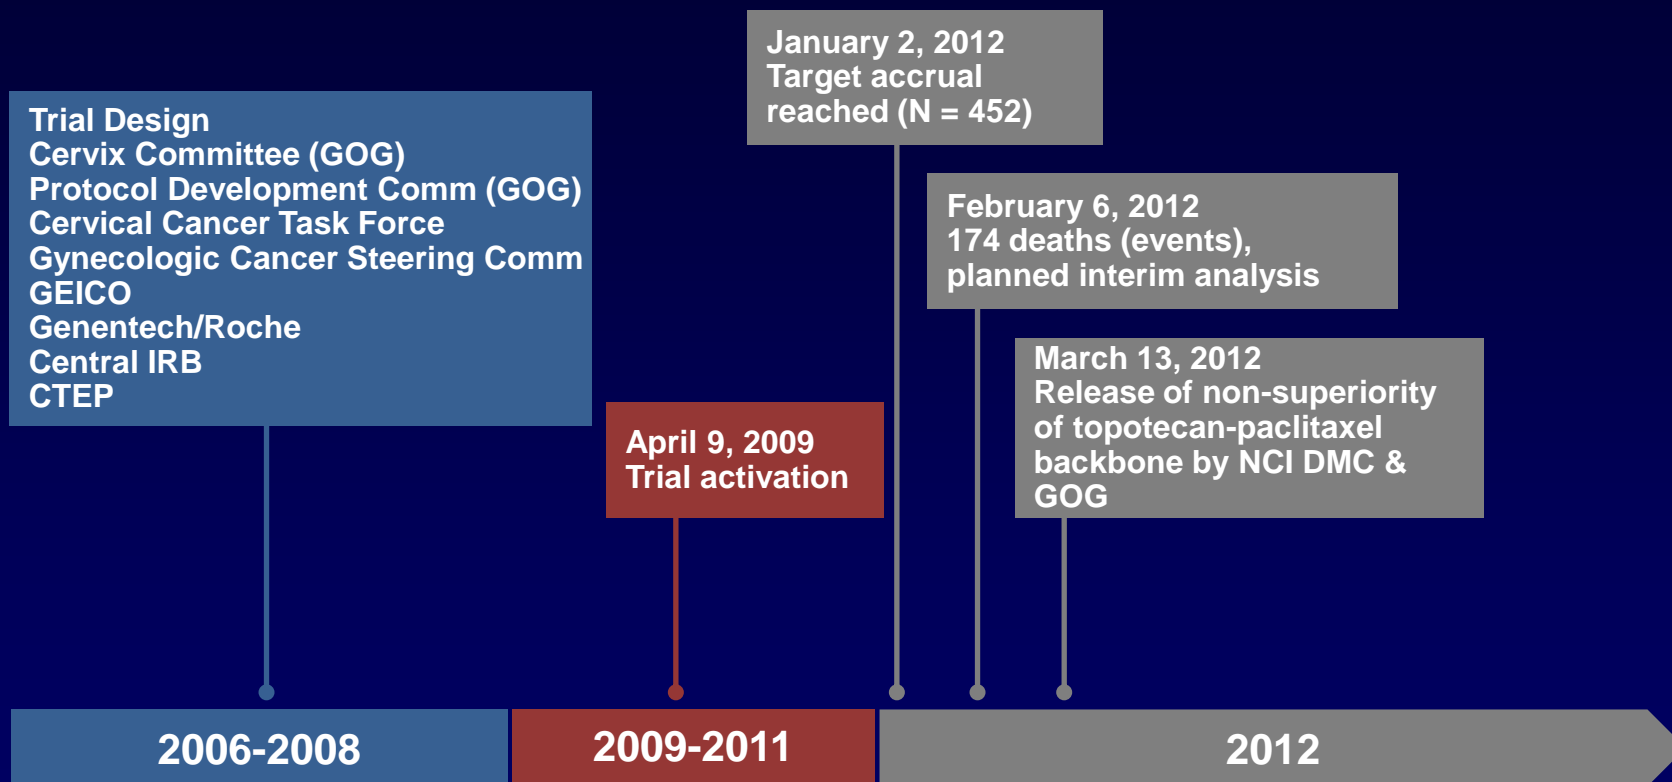 Trial Design
Cervix Committee (GOG)
Protocol Development Comm (GOG)
Cervical Cancer Task Force
Gynecologic Cancer Steering Comm
GEICO
Genentech/Roche
Central IRB
CTEP
April 9, 2009
Trial activation
January 2, 2012
Target accrual
reached (N = 452)
February 6, 2012
174 deaths (events),
planned interim analysis
March 13, 2012
Release of non-superiority
of topotecan-paclitaxel
backbone by NCI DMC &
GOG
2006-2008
2009-2011
2012